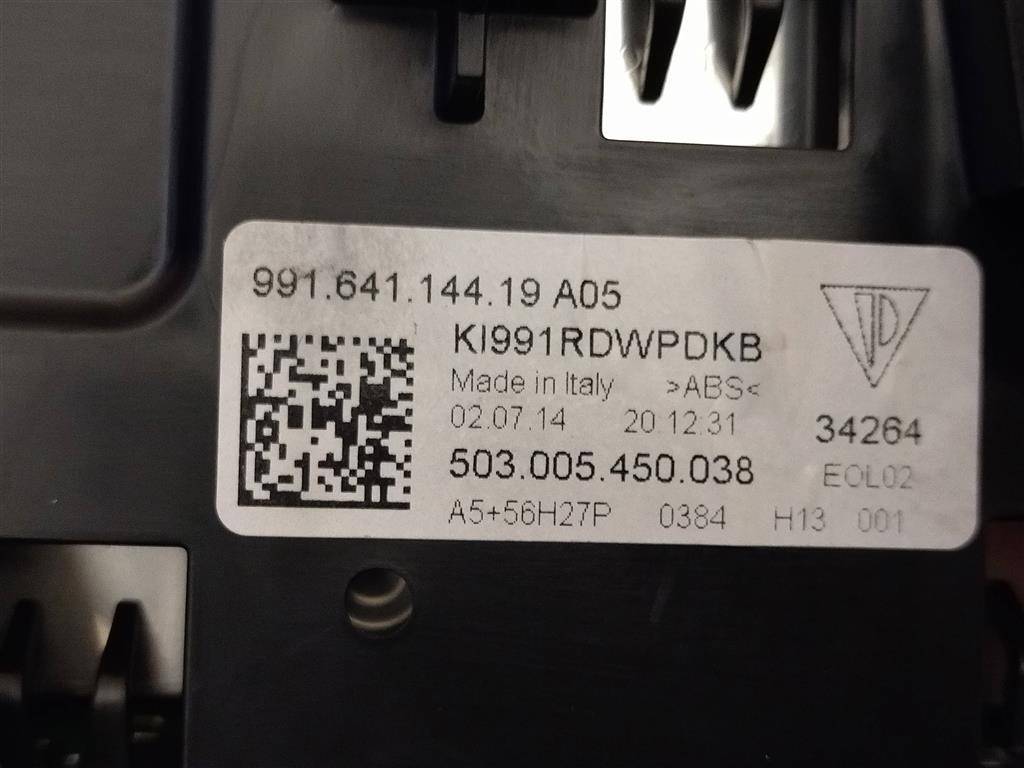 991.641.144.19 A05
KI991RDWPDKB
Made in Italy >ABS<
02.07.14 20:12:31 34264
503.005.450.038 EOL02
A5+56H27P 0384 H13 001